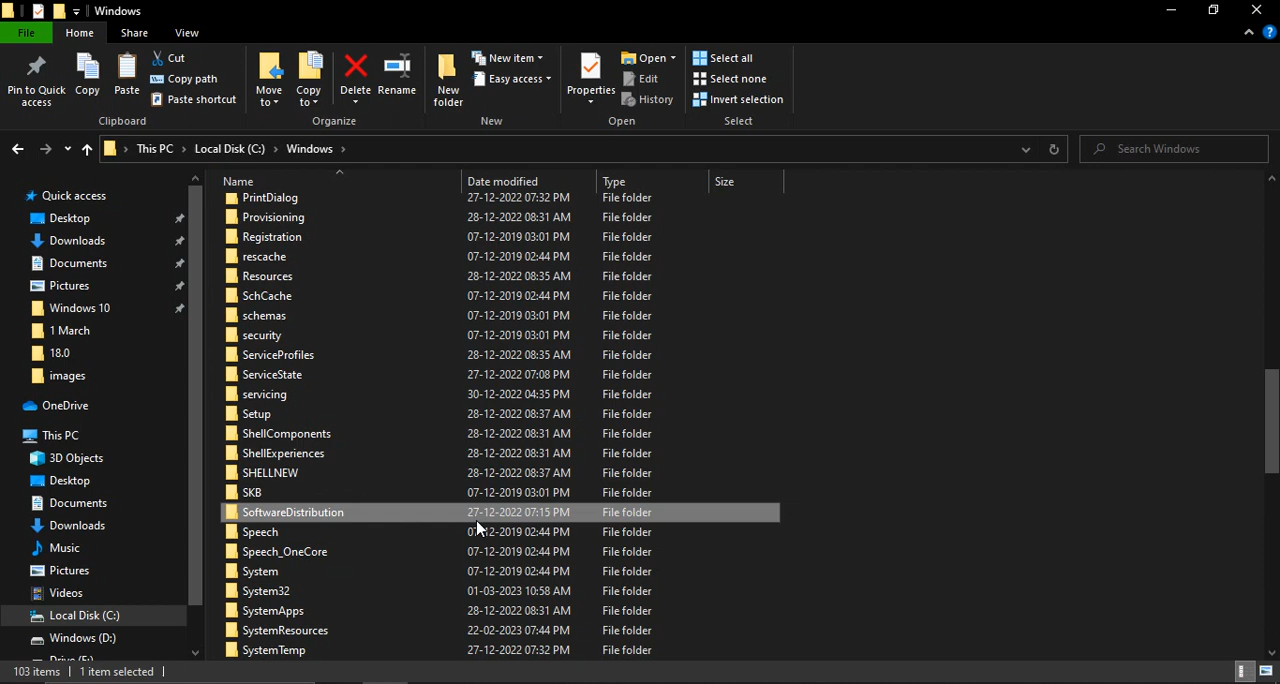 Windows
File Home Share View
Pin to Quick access
Copy
Paste
Cut
Copy path
Paste shortcut
Clipboard
Move to
Copy to
Delete
Rename
Organize
New folder
New item
Easy access
New
Properties
Open
Edit
History
Open
Select all
Select none
Invert selection
Select
This PC Local Disk (C:) Windows
Search Windows
Quick access
Desktop
Downloads
Documents
Pictures
Windows 10
1 March
18.0
images
OneDrive
This PC
3D Objects
Desktop
Documents
Downloads
Music
Pictures
Videos
Local Disk (C:)
Windows (D:)
Name Date modified Type Size
PrintDialog 27-12-2022 07:32 PM File folder
Provisioning 28-12-2022 08:31 AM File folder
Registration 07-12-2019 03:01 PM File folder
rescache 07-12-2019 02:44 PM File folder
Resources 28-12-2022 08:35 AM File folder
SchCache 07-12-2019 02:44 PM File folder
schemas 07-12-2019 03:01 PM File folder
security 07-12-2019 03:01 PM File folder
ServiceProfiles 28-12-2022 08:35 AM File folder
ServiceState 27-12-2022 07:08 PM File folder
servicing 30-12-2022 04:35 PM File folder
Setup 28-12-2022 08:37 AM File folder
ShellComponents 28-12-2022 08:31 AM File folder
ShellExperiences 28-12-2022 08:31 AM File folder
SHELLNEW 28-12-2022 08:37 AM File folder
SKB 07-12-2019 03:01 PM File folder
SoftwareDistribution 27-12-2022 07:15 PM File folder
Speech 07-12-2019 02:44 PM File folder
Speech_OneCore 07-12-2019 02:44 PM File folder
System 07-12-2019 02:44 PM File folder
System32 01-03-2023 10:58 AM File folder
SystemApps 28-12-2022 08:31 AM File folder
SystemResources 22-02-2023 07:44 PM File folder
SystemTemp 27-12-2022 07:32 PM File folder
103 items 1 item selected